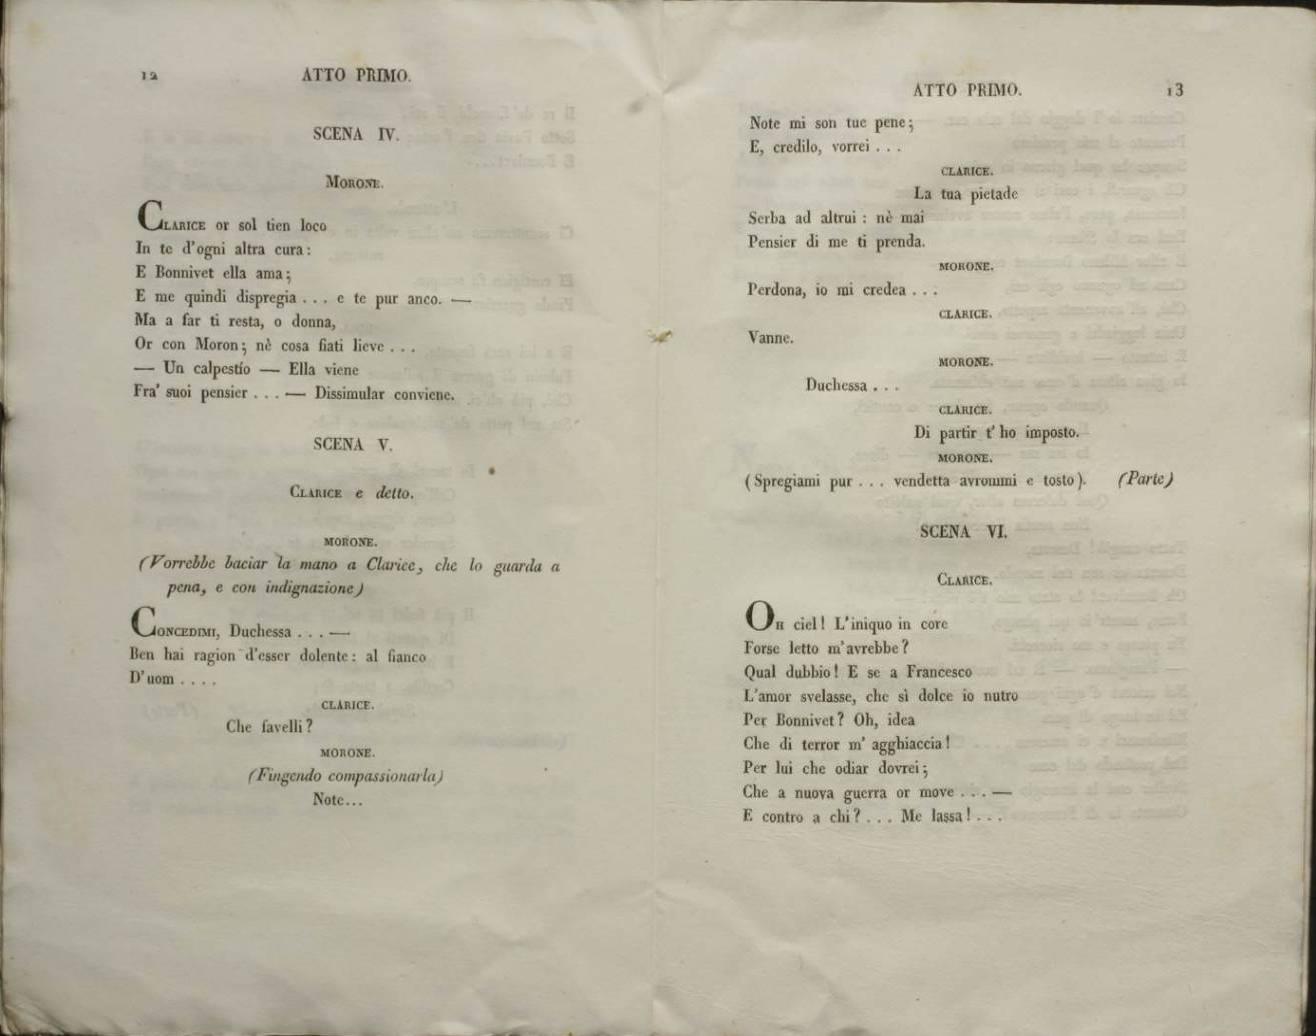 12
ATTO PRIMO.
SCENA IV.
MORONE.
CLARICE or sol tien loco
In te d'ogni altra cura:
E Bonnivet ella ama;
E me quindi dispregia . . . e te pur anco. —
Ma a far ti resta, o donna,
Or con Moron; nè cosa fiati lieve . . .
— Un calpestío — Ella viene
Fra' suoi pensier . . . — Dissimular conviene.
SCENA V.
CLARICE e detto.
MORONE.
(Vorrebbe baciar la mano a Clarice, che lo guarda a
pena, e con indignazione)
CONCEDIMI, Duchessa . . . —
Ben hai ragion d'esser dolente: al fianco
D'uom . . . .
CLARICE.
Che favelli?
MORONE.
(Fingendo compassionarla)
Note...
ATTO PRIMO.
13
Note mi son tue pene;
E, credilo, vorrei . . .
CLARICE.
La tua pietade
Serba ad altrui: nè mai
Pensier di me ti prenda.
MORONE.
Perdona, io mi credea . . .
CLARICE.
Vanne.
MORONE.
Duchessa . . .
CLARICE.
Di partir t'ho imposto.
MORONE.
(Spregiami pur . . . vendetta avrommi e tosto). (Parte)
SCENA VI.
CLARICE.
OH ciel! L'iniquo in core
Forse letto m'avrebbe?
Qual dubbio! E se a Francesco
L'amor svelasse, che sì dolce io nutro
Per Bonnivet? Oh, idea
Che di terror m' agghiaccia!
Per lui che odiar dovrei;
Che a nuova guerra or move . . . —
E contro a chi? . . . Me lassa! . . .